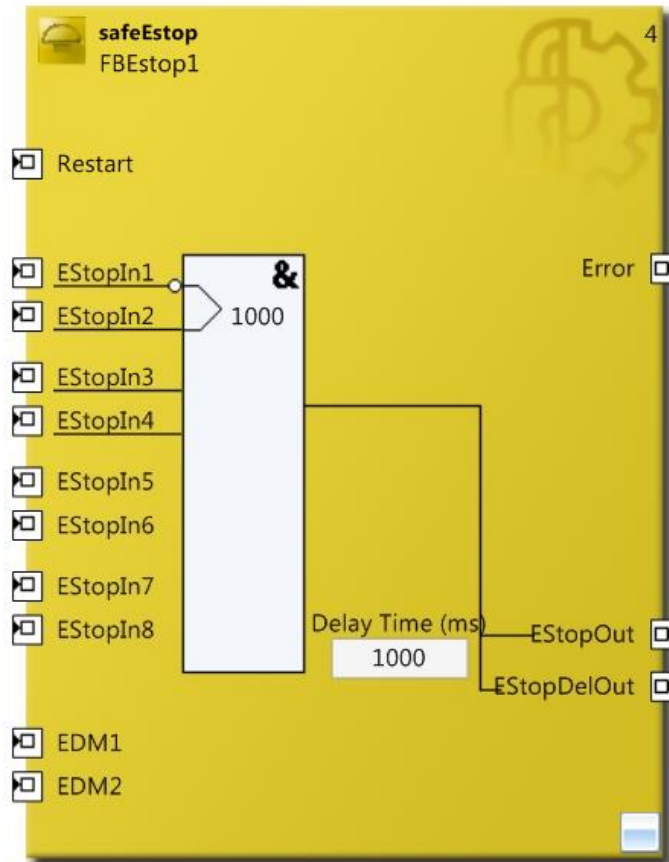 safeEstop
4
FBEstop1
Restart
EStopIn1
&
Error
EStopIn2
1000
EStopIn3
EStopIn4
EStopIn5
EStopIn6
EStopIn7
EStopIn8
Delay Time (ms)
EStopOut
1000
EStopDelOut
EDM1
EDM2